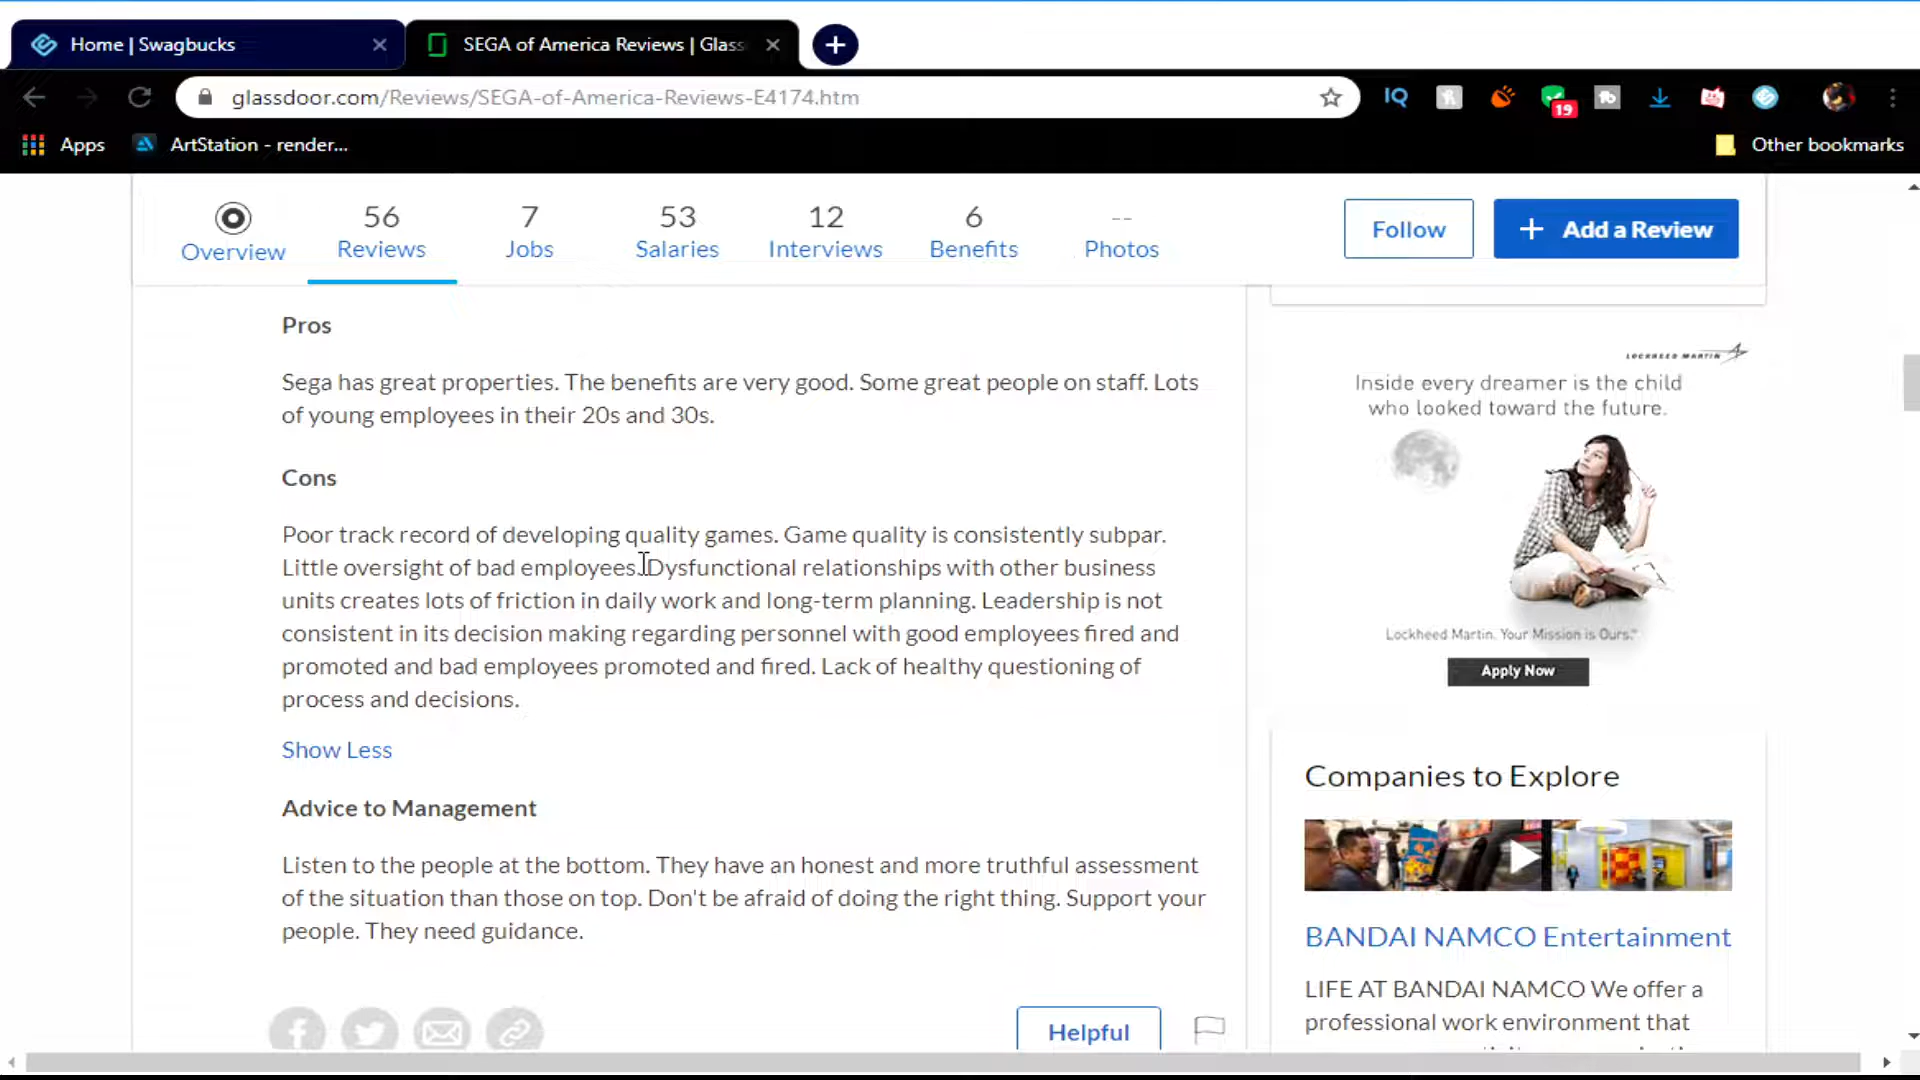 Home | Swagbucks
SEGA of America Reviews | Glass
glassdoor.com/Reviews/SEGA-of-America-Reviews-E4174.htm
IQ
19
Apps
ArtStation - render...
Other bookmarks
56
7
53
12
6
--
Overview
Reviews
Jobs
Salaries
Interviews
Benefits
Photos
Follow
+ Add a Review
Pros
Sega has great properties. The benefits are very good. Some great people on staff. Lots
of young employees in their 20s and 30s.
Cons
Poor track record of developing quality games. Game quality is consistently subpar.
Little oversight of bad employees. Dysfunctional relationships with other business
units creates lots of friction in daily work and long-term planning. Leadership is not
consistent in its decision making regarding personnel with good employees fired and
promoted and bad employees promoted and fired. Lack of healthy questioning of
process and decisions.
Show Less
Advice to Management
Listen to the people at the bottom. They have an honest and more truthful assessment
of the situation than those on top. Don't be afraid of doing the right thing. Support your
people. They need guidance.
Helpful
LOCKHEED MARTIN
Inside every dreamer is the child
who looked toward the future.
Lockheed Martin. Your Mission is Ours.™
Apply Now
Companies to Explore
BANDAI NAMCO Entertainment
LIFE AT BANDAI NAMCO We offer a
professional work environment that